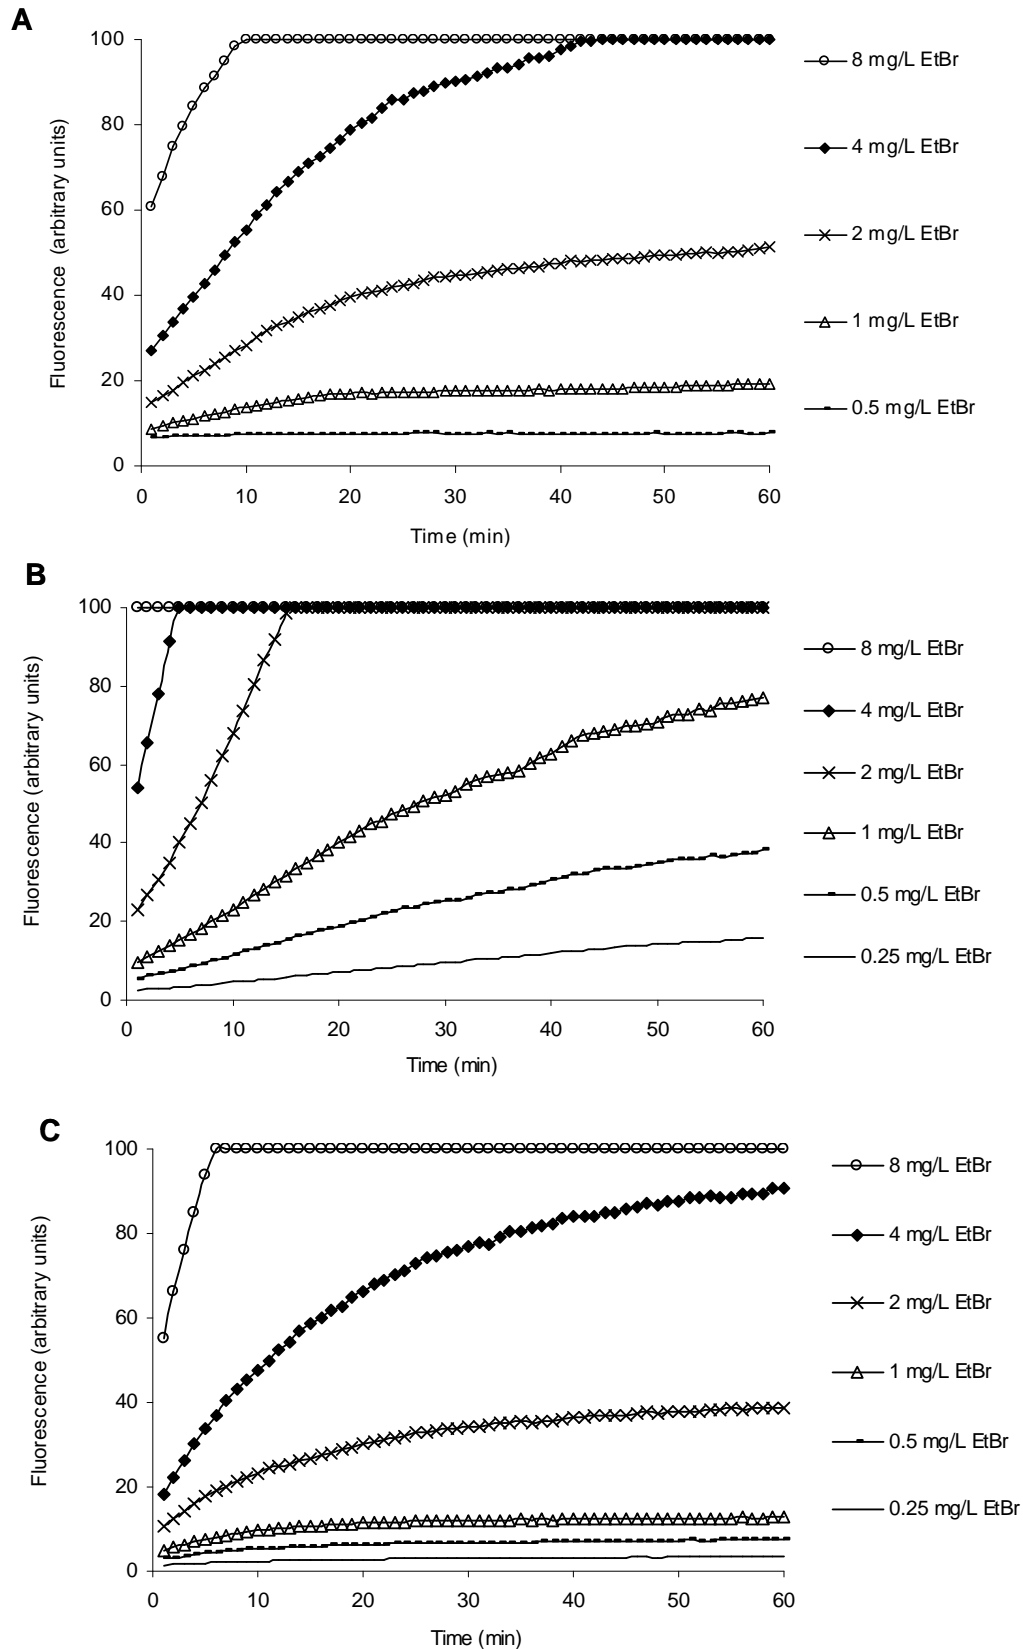 A
Fluorescence (arbitrary units)
100
80
60
40
20
0
0 10 20 30 40 50 60
Time (min)
8 mg/L EtBr
4 mg/L EtBr
2 mg/L EtBr
1 mg/L EtBr
0.5 mg/L EtBr
B
Fluorescence (arbitrary units)
100
80
60
40
20
0
0 10 20 30 40 50 60
Time (min)
8 mg/L EtBr
4 mg/L EtBr
2 mg/L EtBr
1 mg/L EtBr
0.5 mg/L EtBr
0.25 mg/L EtBr
C
Fluorescence (arbitrary units)
100
80
60
40
20
0
0 10 20 30 40 50 60
Time (min)
8 mg/L EtBr
4 mg/L EtBr
2 mg/L EtBr
1 mg/L EtBr
0.5 mg/L EtBr
0.25 mg/L EtBr